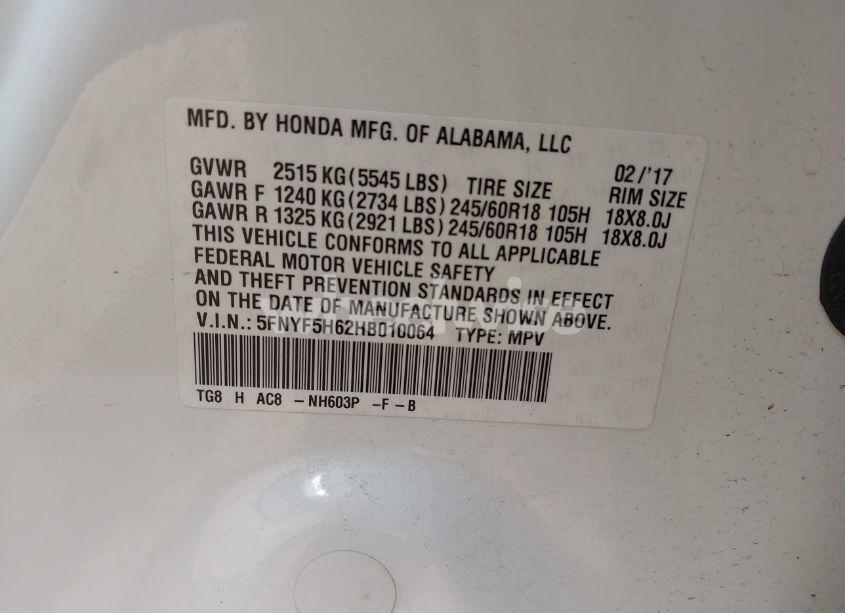 MFD. BY HONDA MFG. OF ALABAMA, LLC
GVWR 2515 KG (5545 LBS) TIRE SIZE 02/'17 RIM SIZE
GAWR F 1240 KG (2734 LBS) 245/60R18 105H 18X8.0J
GAWR R 1325 KG (2921 LBS) 245/60R18 105H 18X8.0J
THIS VEHICLE CONFORMS TO ALL APPLICABLE
FEDERAL MOTOR VEHICLE SAFETY
AND THEFT PREVENTION STANDARDS IN EFFECT
ON THE DATE OF MANUFACTURE SHOWN ABOVE.
V.I.N.: 5FNYF5H62HB010064 TYPE: MPV
TG8 H AC8 -NH603P -F -B